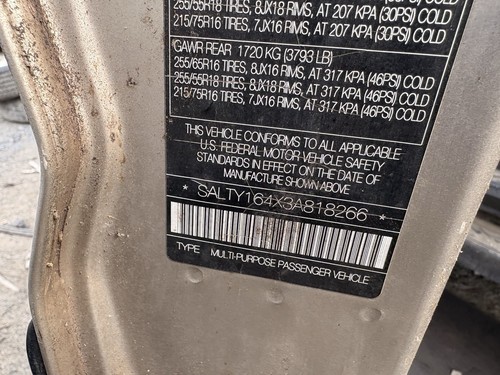 255/55R18 TIRES, 8JX18 RIMS, AT 207 KPA (30PSI) COLD
215/75R16 TIRES, 7JX16 RIMS, AT 207 KPA (30PSI) COLD
GAWR REAR 1720 KG (3793 LB)
255/65R16 TIRES, 8JX16 RIMS, AT 317 KPA (46PSI) COLD
255/55R18 TIRES, 8JX18 RIMS, AT 317 KPA (46PSI) COLD
215/75R16 TIRES, 7JX16 RIMS, AT 317 KPA (46PSI) COLD
THIS VEHICLE CONFORMS TO ALL APPLICABLE
U.S. FEDERAL MOTOR VEHICLE SAFETY
STANDARDS IN EFFECT ON THE DATE OF
MANUFACTURE SHOWN ABOVE
* SALTY164X3A818266 *
TYPE MULTI-PURPOSE PASSENGER VEHICLE